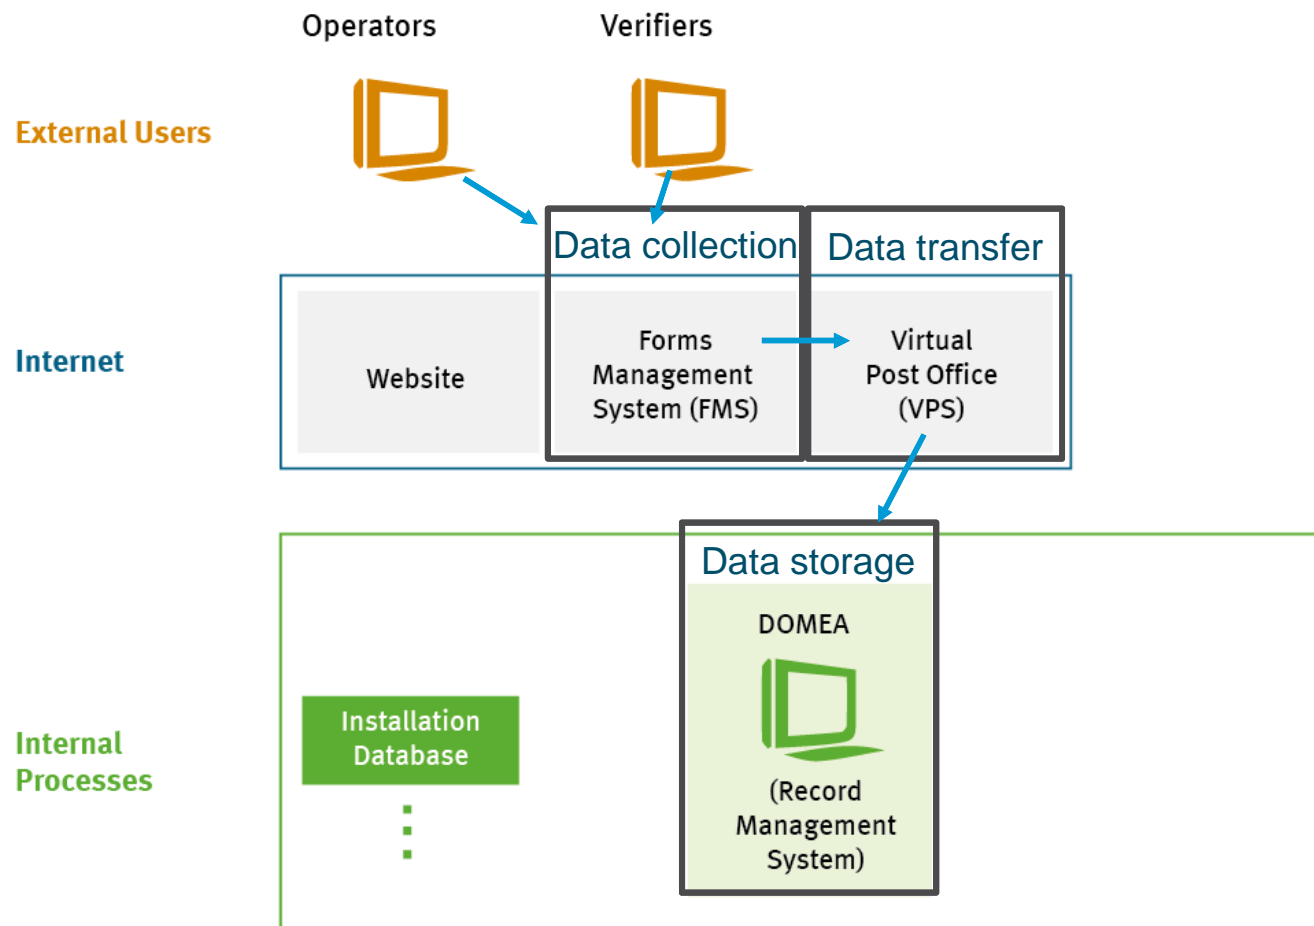 Operators
Verifiers
External Users
Data collection
Data transfer
Internet
Website
Forms
Management
System (FMS)
Virtual
Post Office
(VPS)
Data storage
DOMEA
Installation
Database
Internal
Processes
(Record
Management
System)